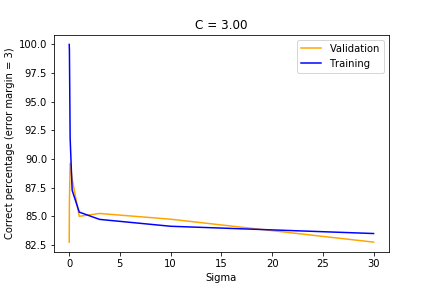 C = 3.00
Correct percentage (error margin = 3)
100.0
97.5
95.0
92.5
90.0
87.5
85.0
82.5
Validation
Training
0 5 10 15 20 25 30
Sigma